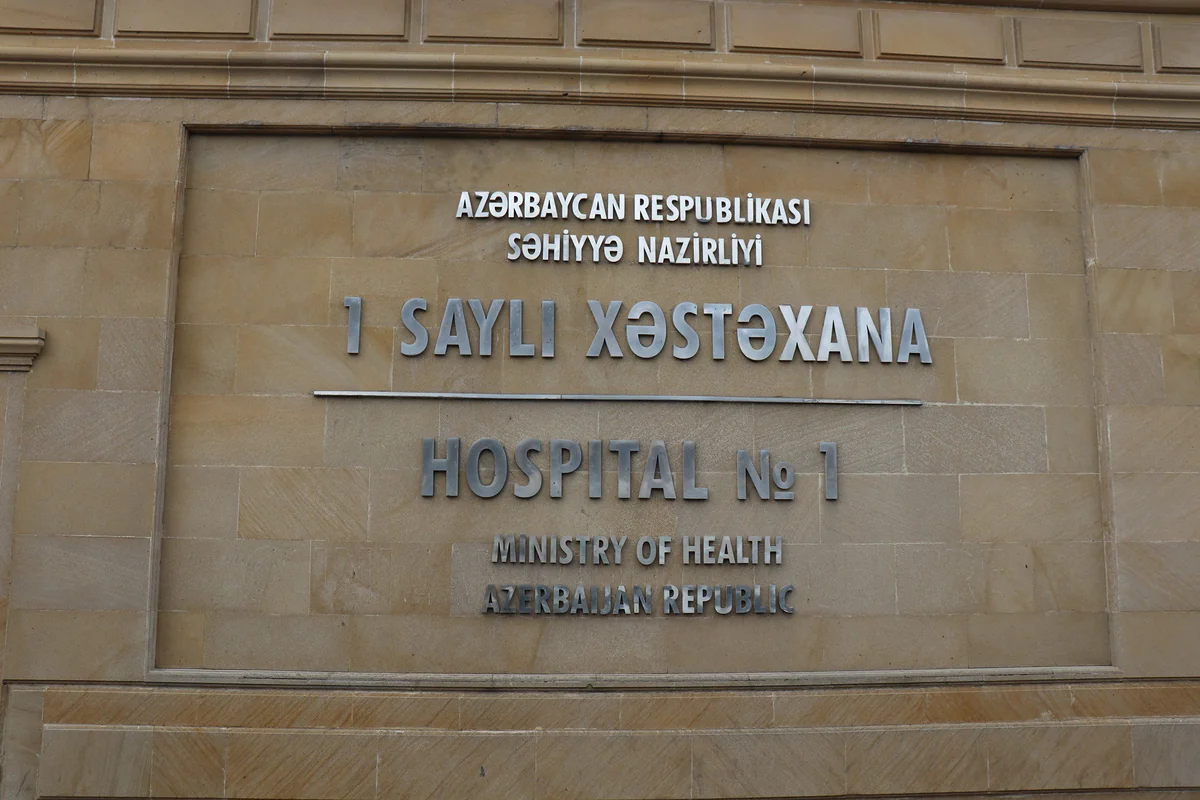 AZƏRBAYCAN RESPUBLİKASI
SƏHİYYƏ NAZİRLİYİ
1 SAYLI XƏSTƏXANA
HOSPITAL № 1
MINISTRY OF HEALTH
AZERBAIJAN REPUBLIC